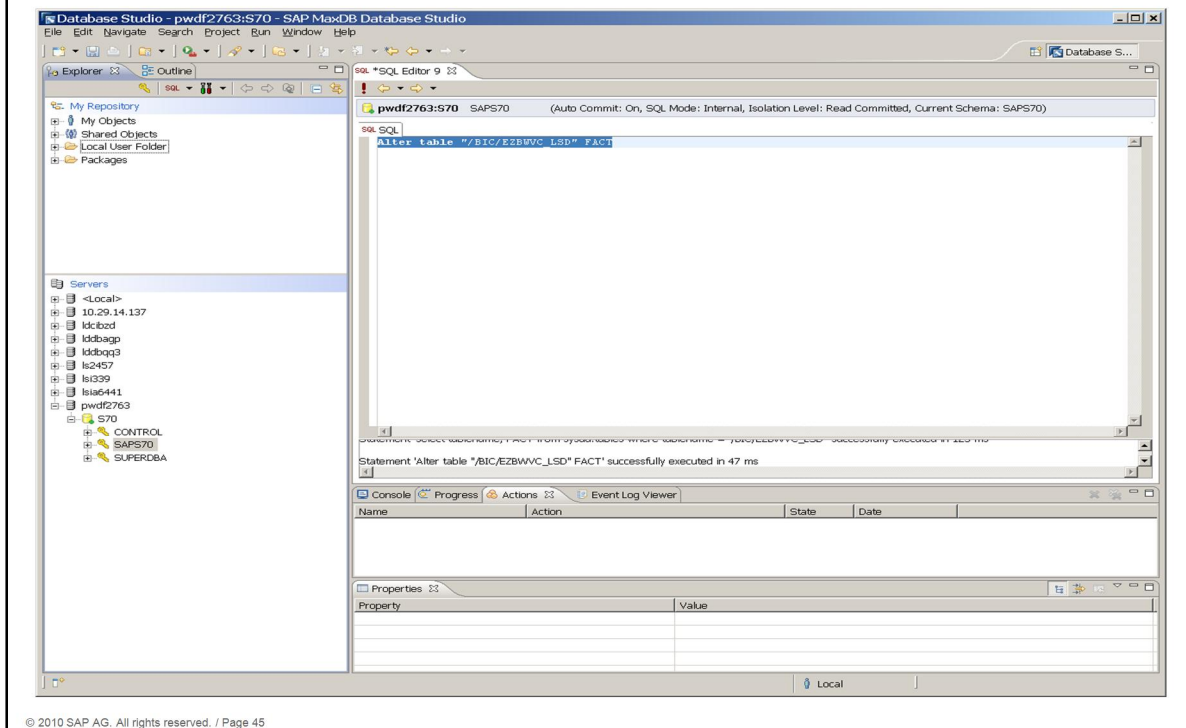 Database Studio - pwdf2763:S70 - SAP MaxDB Database Studio
File Edit Navigate Search Project Run Window Help
Database S...
Explorer Outline
SQL
My Repository
My Objects
Shared Objects
Local User Folder
Packages
Servers
<Local>
10.29.14.137
ldcibzd
lddbagp
lddbqq3
ls2457
lsi339
lsia6441
pwdf2763
S70
CONTROL
SAPS70
SUPERDBA
SQL *SQL Editor 9
pwdf2763:S70 SAPS70 (Auto Commit: On, SQL Mode: Internal, Isolation Level: Read Committed, Current Schema: SAPS70)
SQL SQL
Alter table "/BIC/EZBWVC_LSD" FACT
Statement 'Alter table "/BIC/EZBWVC_LSD" FACT' successfully executed in 47 ms
Console Progress Actions Event Log Viewer
Name Action State Date
Properties
Property Value
Local
© 2010 SAP AG. All rights reserved. / Page 45